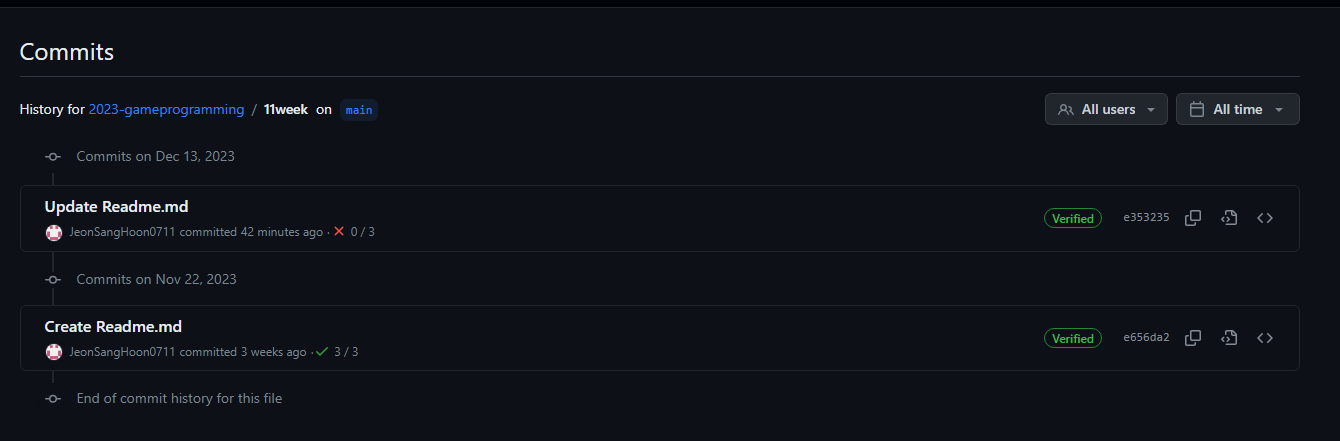 Commits
History for 2023-gameprogramming / 11week on main
All users
All time
Commits on Dec 13, 2023
Update Readme.md
JeonSangHoon0711 committed 42 minutes ago · 0 / 3
Verified
e353235
Commits on Nov 22, 2023
Create Readme.md
JeonSangHoon0711 committed 3 weeks ago · 3 / 3
Verified
e656da2
End of commit history for this file